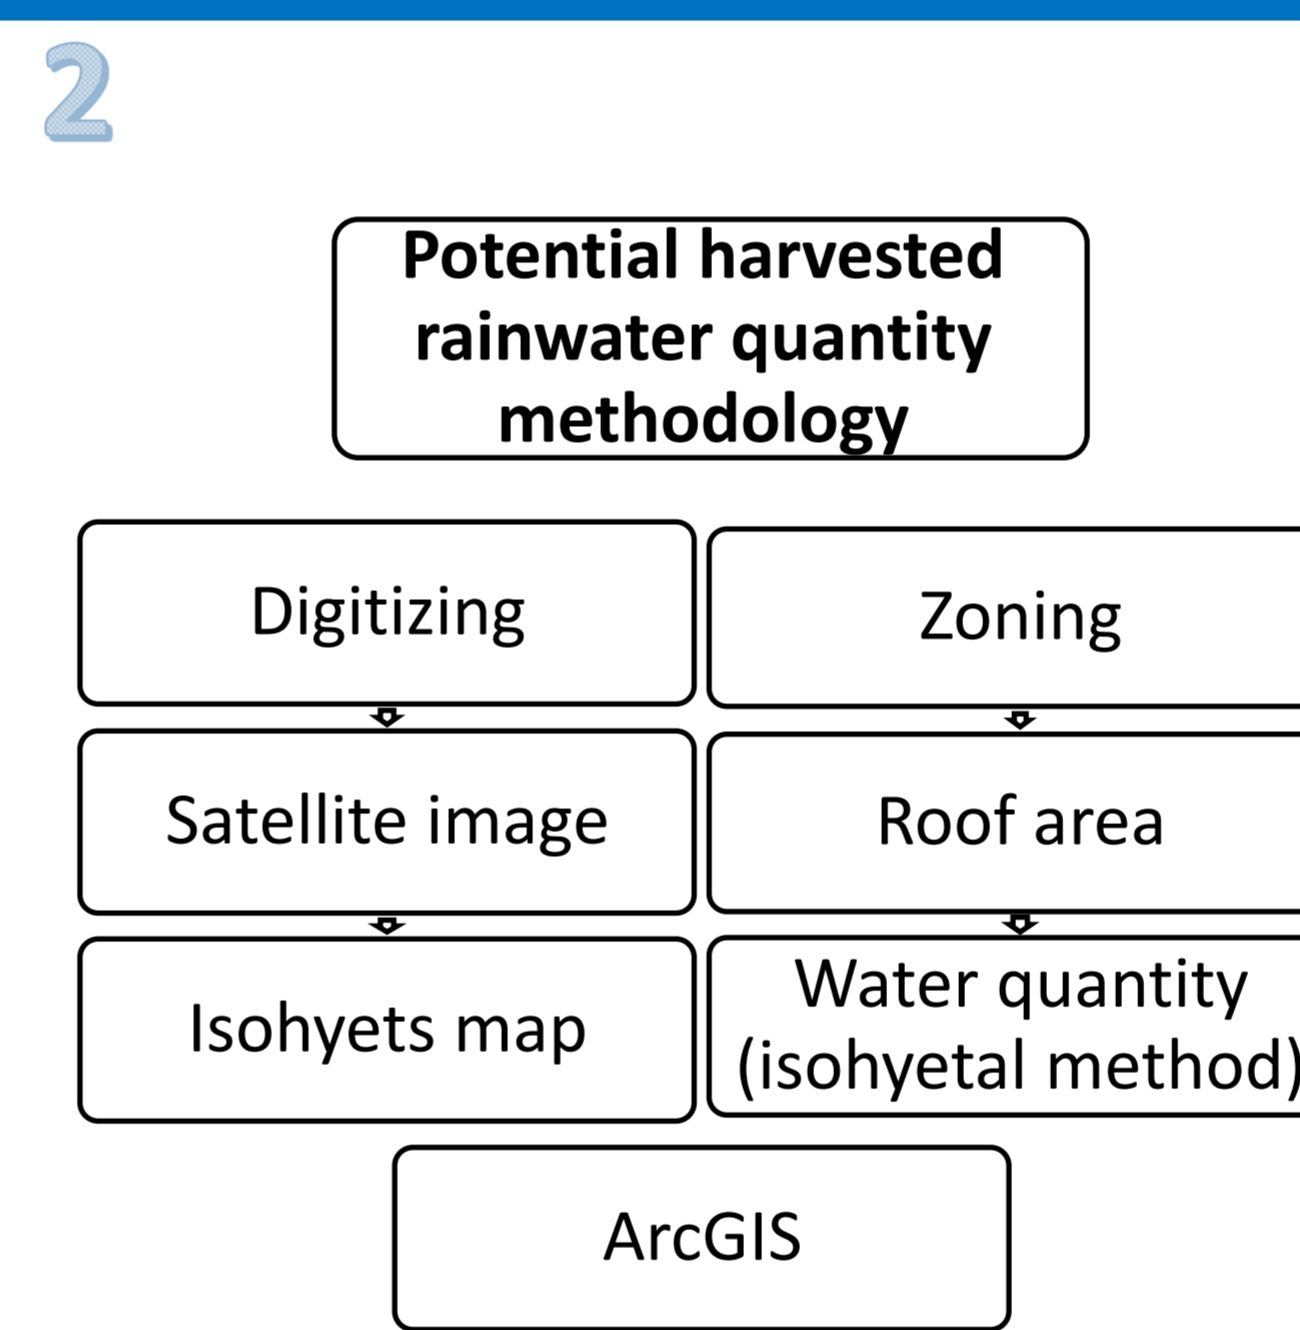 2
Potential harvested
rainwater quantity
methodology
Digitizing
Zoning
Satellite image
Roof area
Isohyets map
Water quantity
(isohyetal method)
ArcGIS